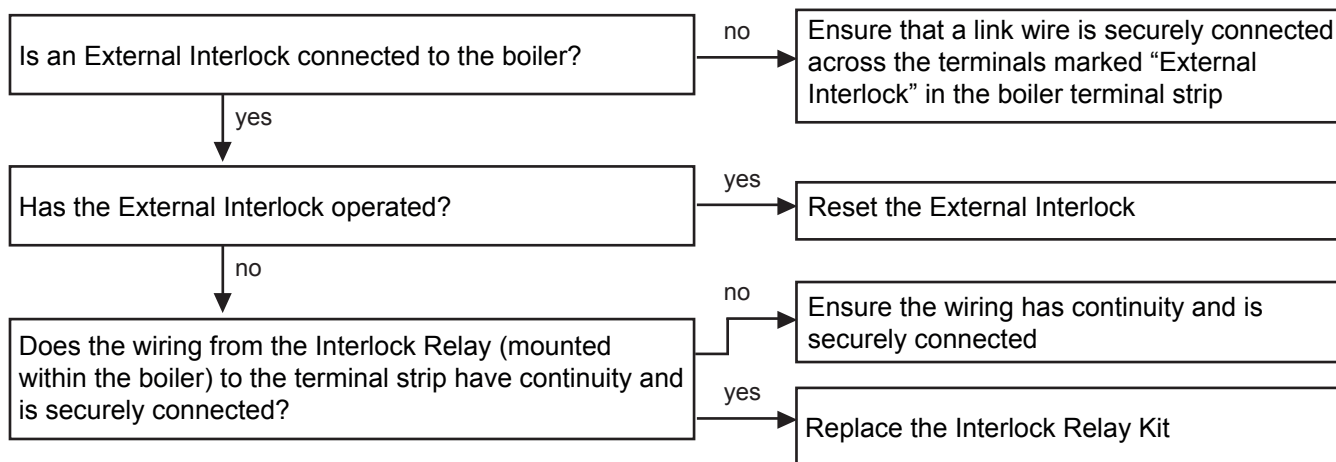 Is an External Interlock connected to the boiler?
no
Ensure that a link wire is securely connected
across the terminals marked “External
Interlock” in the boiler terminal strip
yes
Has the External Interlock operated?
yes
Reset the External Interlock
no
Does the wiring from the Interlock Relay (mounted
within the boiler) to the terminal strip have continuity and
is securely connected?
no
Ensure the wiring has continuity and is
securely connected
yes
Replace the Interlock Relay Kit